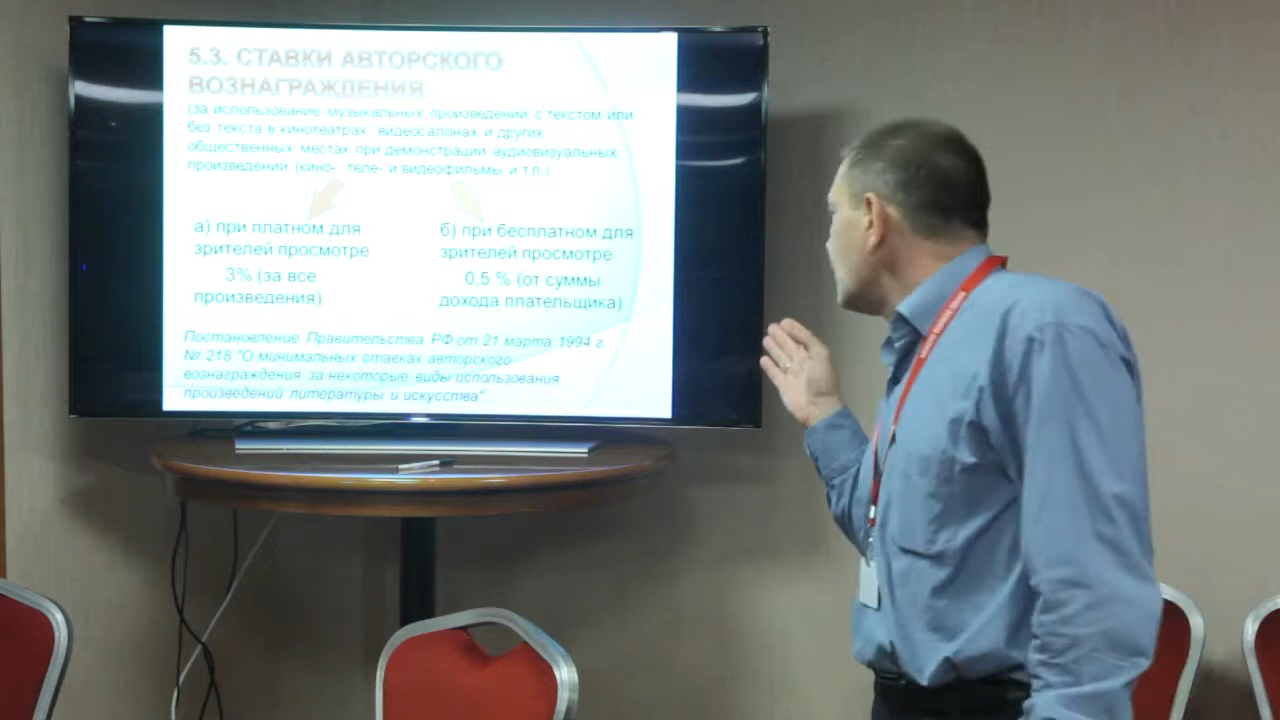 5.3. СТАВКИ АВТОРСКОГО
ВОЗНАГРАЖДЕНИЯ
(за использование музыкальных произведений с текстом или
без текста в кинотеатрах видеосалонах и других
общественных местах при демонстрации аудиовизуальных
произведений (кино- теле- и видеофильмы и т.п.)
а) при платном для
зрителей просмотре
3% (за все
произведения)
б) при бесплатном для
зрителей просмотре
0,5 % (от суммы
дохода плательщика)
Постановление Правительства РФ от 21 марта 1994 г.
№ 218 "О минимальных ставках авторского
вознаграждения за некоторые виды использования
произведений литературы и искусства"